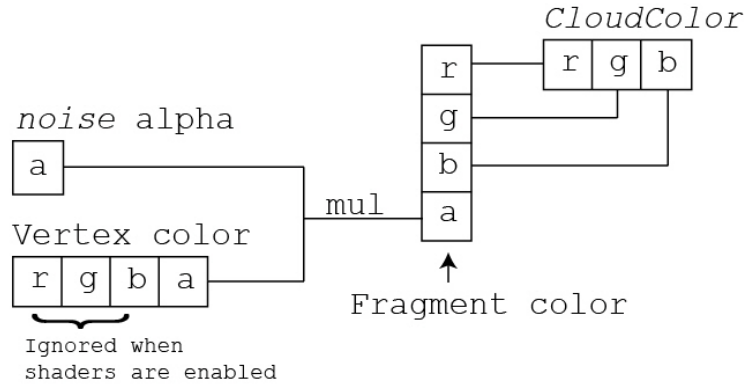 CloudColor
r g b
r
g
b
a
noise alpha
a
mul
Vertex color
r g b a
Fragment color
Ignored when
shaders are enabled